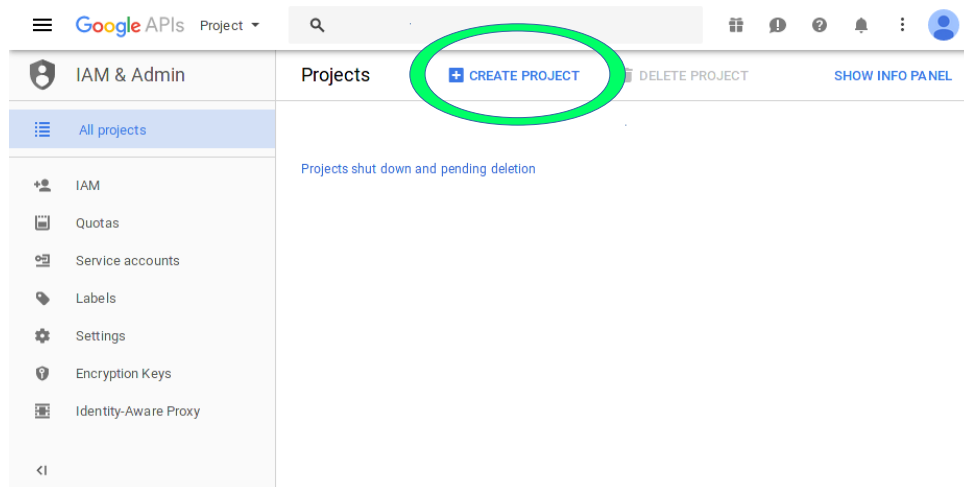 Google APIs Project
IAM & Admin
Projects
CREATE PROJECT
DELETE PROJECT
SHOW INFO PANEL
All projects
Projects shut down and pending deletion
IAM
Quotas
Service accounts
Labels
Settings
Encryption Keys
Identity-Aware Proxy